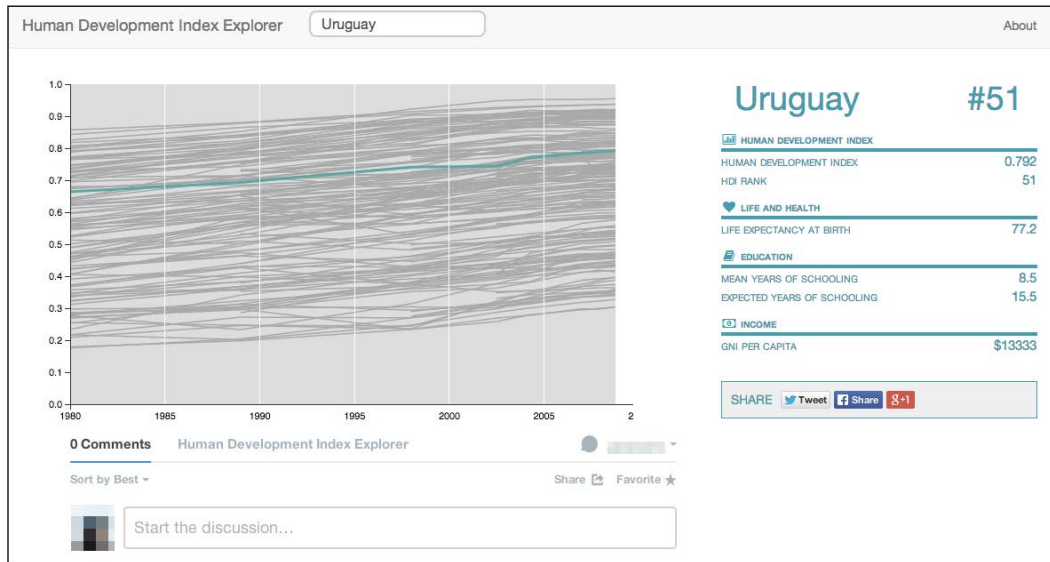 Human Development Index Explorer
Uruguay
About
1.0
0.9
0.8
0.7
0.6
0.5
0.4
0.3
0.2
0.1
0.0
1980 1985 1990 1995 2000 2005 2
Uruguay #51
HUMAN DEVELOPMENT INDEX
HUMAN DEVELOPMENT INDEX 0.792
HDI RANK 51
LIFE AND HEALTH
LIFE EXPECTANCY AT BIRTH 77.2
EDUCATION
MEAN YEARS OF SCHOOLING 8.5
EXPECTED YEARS OF SCHOOLING 15.5
INCOME
GNI PER CAPITA $13333
SHARE Tweet Share g+1
0 Comments Human Development Index Explorer
Sort by Best Share Favorite
Start the discussion...